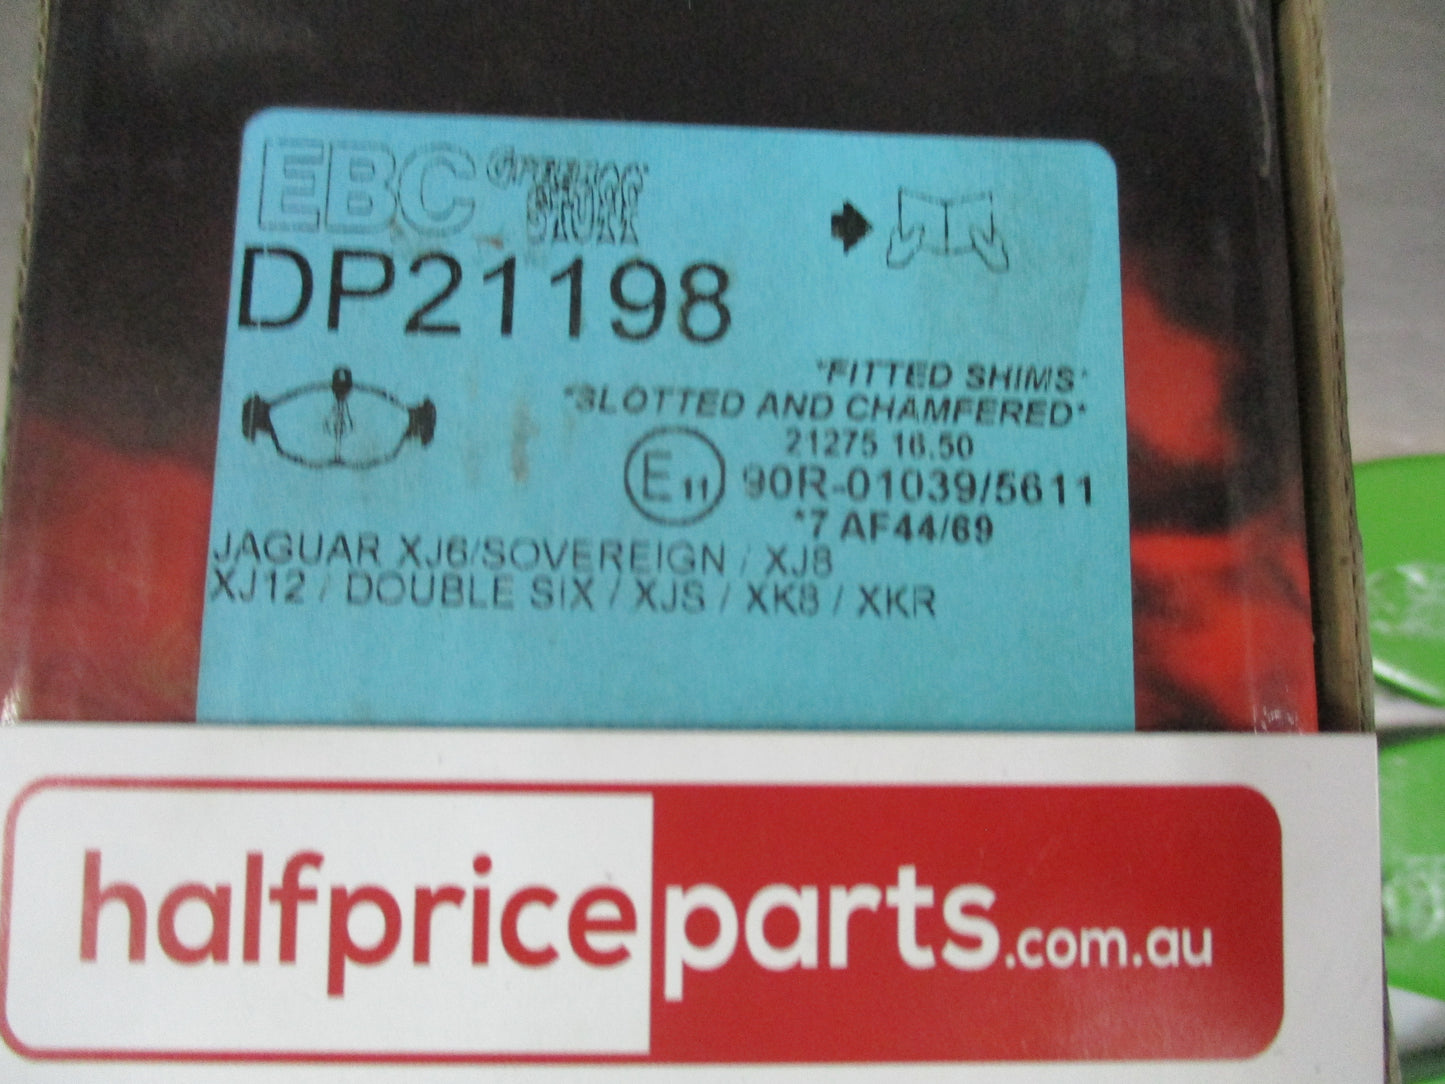 EBC Greenstuff
DP21198
*FITTED SHIMS*
*SLOTTED AND CHAMFERED*
21275 16.50
E11 90R-01039/5611
*7 AF44/69
JAGUAR XJ6/SOVEREIGN / XJ8
XJ12 / DOUBLE SIX / XJS / XK8 / XKR
halfpriceparts.com.au